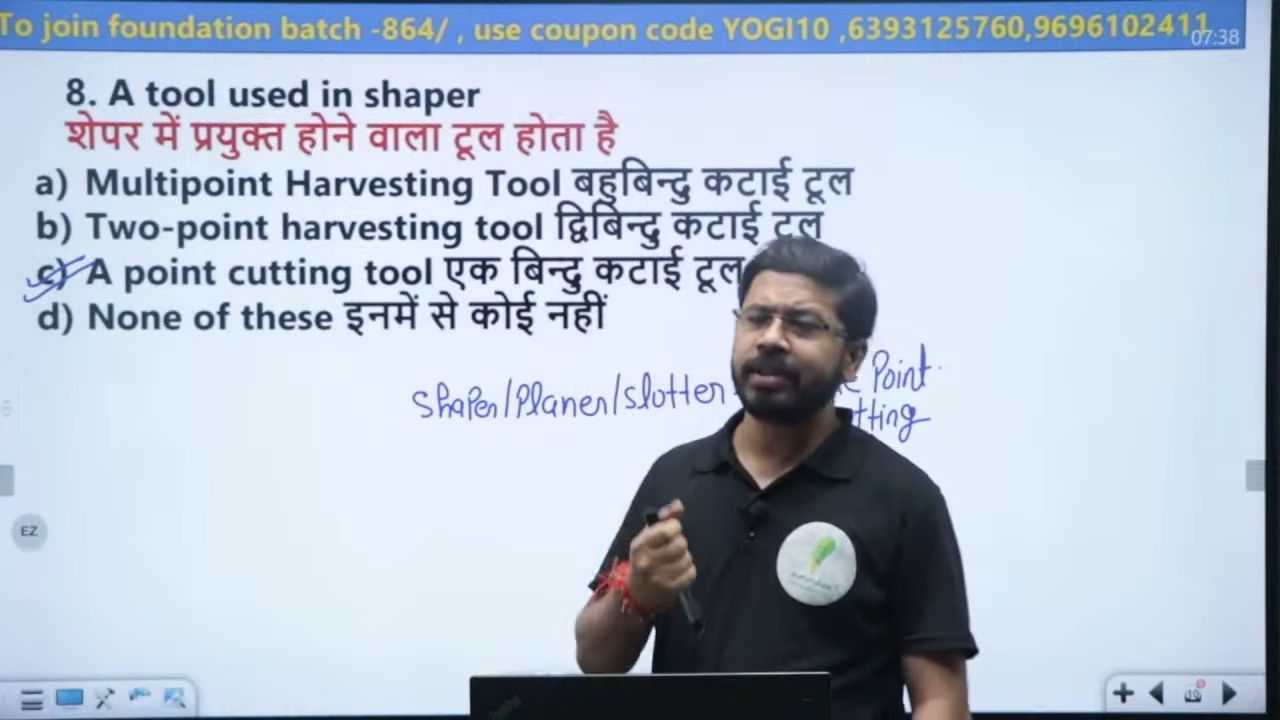 To join foundation batch -864/ , use coupon code YOGI10 ,6393125760,9696102411
07:38
8. A tool used in shaper
शेपर में प्रयुक्त होने वाला टूल होता है
a) Multipoint Harvesting Tool बहुबिन्दु कटाई टूल
b) Two-point harvesting tool द्विबिन्दु कटाई टूल
c) A point cutting tool एक बिन्दु कटाई टूल
d) None of these इनमें से कोई नहीं
Shaper/Planer/Slotter Point
EZ
19